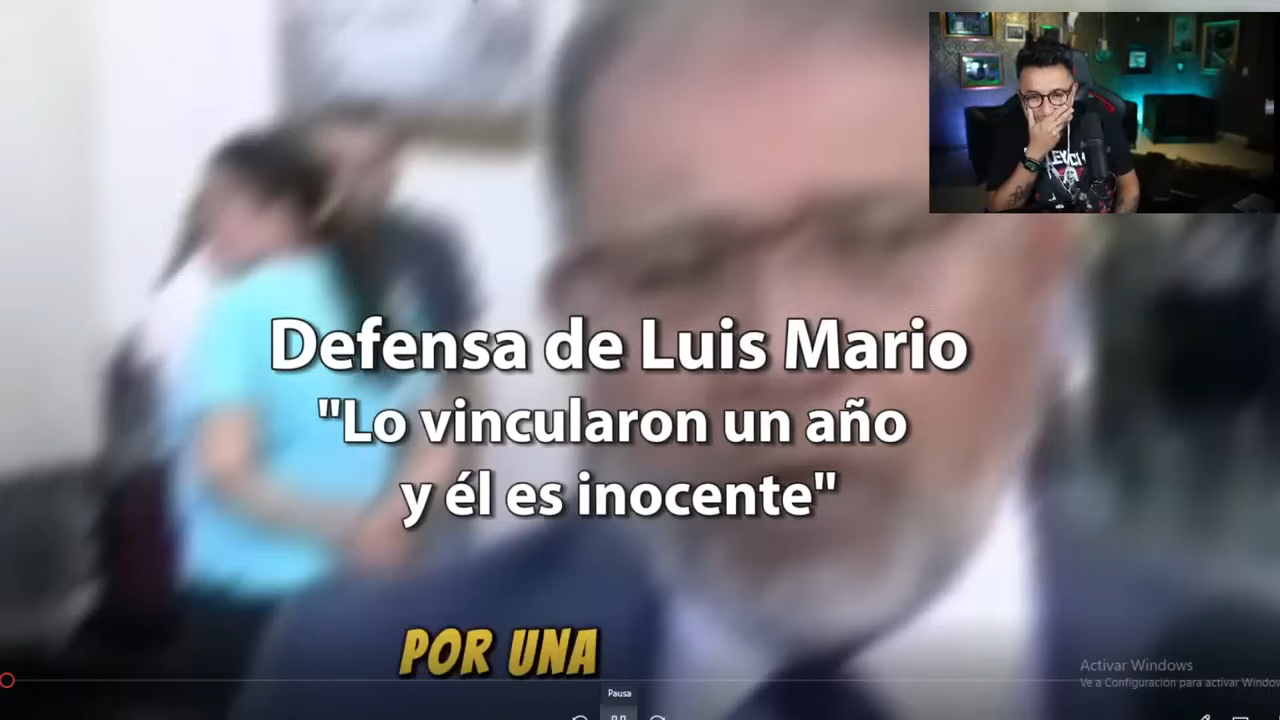 Defensa de Luis Mario
"Lo vincularon un año
y él es inocente"
POR UNA
Activar Windows
Ve a Configuración para activar Window
Pausa